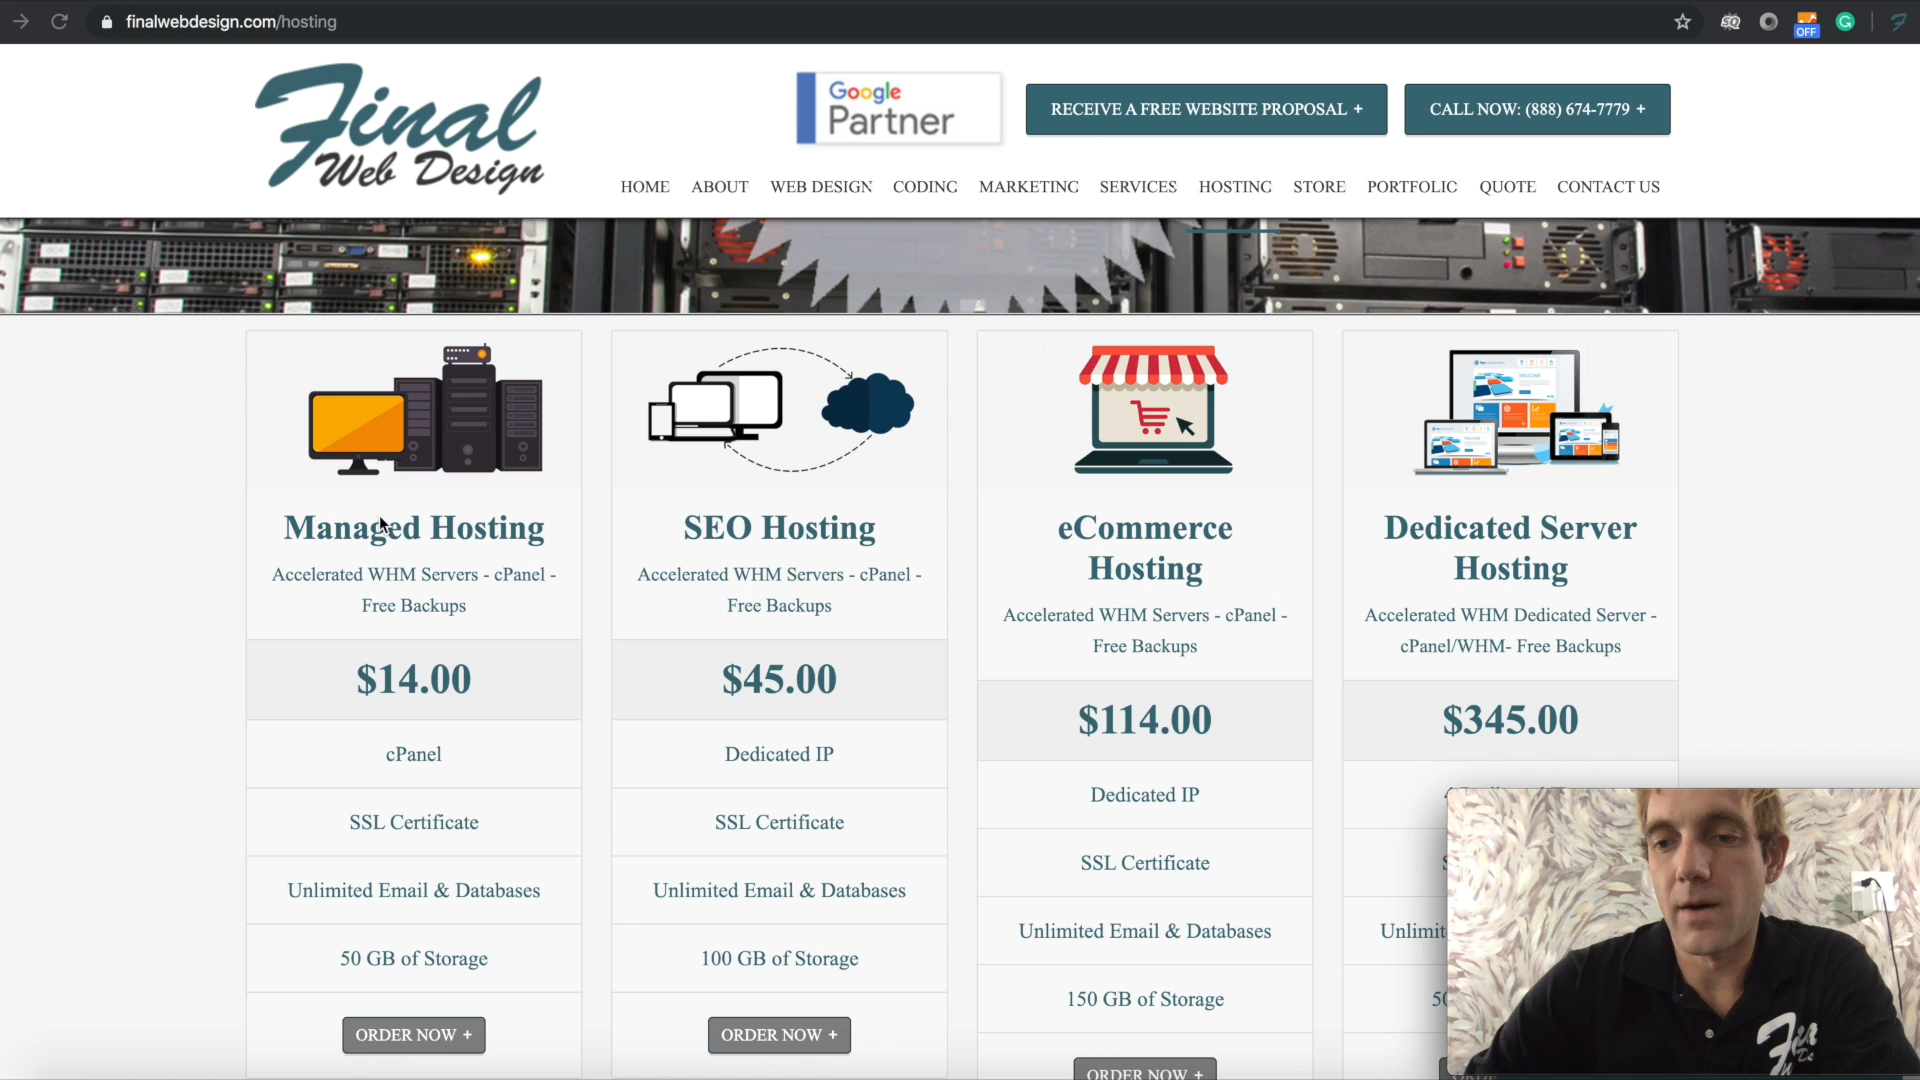 finalwebdesign.com/hosting
SQ
OFF
G
Final
Web Design
Google
Partner
RECEIVE A FREE WEBSITE PROPOSAL +
CALL NOW: (888) 674-7779 +
HOME ABOUT WEB DESIGN CODING MARKETING SERVICES HOSTING STORE PORTFOLIO QUOTE CONTACT US
Managed Hosting
Accelerated WHM Servers - cPanel -
Free Backups
$14.00
cPanel
SSL Certificate
Unlimited Email & Databases
50 GB of Storage
ORDER NOW +
SEO Hosting
Accelerated WHM Servers - cPanel -
Free Backups
$45.00
Dedicated IP
SSL Certificate
Unlimited Email & Databases
100 GB of Storage
ORDER NOW +
eCommerce
Hosting
Accelerated WHM Servers - cPanel -
Free Backups
$114.00
Dedicated IP
SSL Certificate
Unlimited Email & Databases
150 GB of Storage
ORDER NOW +
Dedicated Server
Hosting
Accelerated WHM Dedicated Server -
cPanel/WHM- Free Backups
$345.00